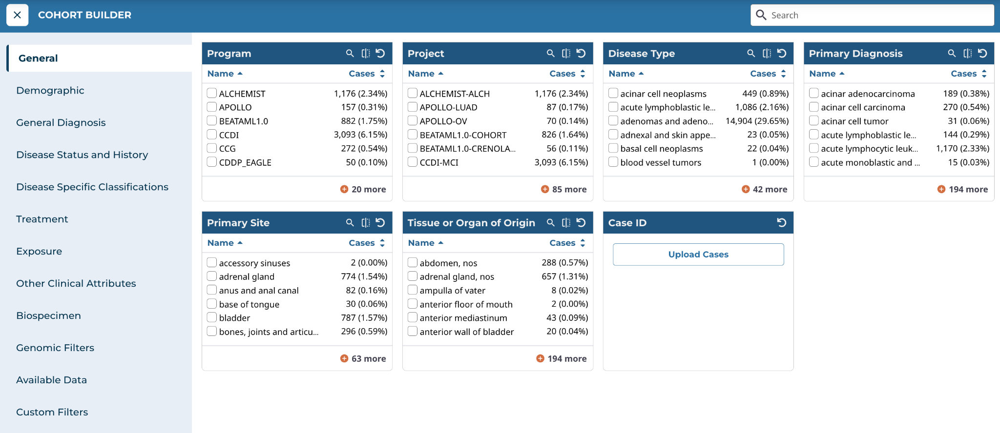 COHORT BUILDER
Search
General
Demographic
General Diagnosis
Disease Status and History
Disease Specific Classifications
Treatment
Exposure
Other Clinical Attributes
Biospecimen
Genomic Filters
Available Data
Custom Filters
Program
Name Cases
ALCHEMIST 1,176 (2.34%)
APOLLO 157 (0.31%)
BEATAML1.0 882 (1.75%)
CCDI 3,093 (6.15%)
CCG 272 (0.54%)
CDDP_EAGLE 50 (0.10%)
20 more
Project
Name Cases
ALCHEMIST-ALCH 1,176 (2.34%)
APOLLO-LUAD 87 (0.17%)
APOLLO-OV 70 (0.14%)
BEATAML1.0-COHORT 826 (1.64%)
BEATAML1.0-CRENOLA... 56 (0.11%)
CCDI-MCI 3,093 (6.15%)
85 more
Disease Type
Name Cases
acinar cell neoplasms 449 (0.89%)
acute lymphoblastic le... 1,086 (2.16%)
adenomas and adeno... 14,904 (29.65%)
adnexal and skin appe... 23 (0.05%)
basal cell neoplasms 22 (0.04%)
blood vessel tumors 1 (0.00%)
42 more
Primary Diagnosis
Name Cases
acinar adenocarcinoma 189 (0.38%)
acinar cell carcinoma 270 (0.54%)
acinar cell tumor 31 (0.06%)
acute lymphoblastic le... 144 (0.29%)
acute lymphocytic leuk... 1,170 (2.33%)
acute monoblastic and ... 15 (0.03%)
194 more
Primary Site
Name Cases
accessory sinuses 2 (0.00%)
adrenal gland 774 (1.54%)
anus and anal canal 82 (0.16%)
base of tongue 30 (0.06%)
bladder 787 (1.57%)
bones, joints and articu... 296 (0.59%)
63 more
Tissue or Organ of Origin
Name Cases
abdomen, nos 288 (0.57%)
adrenal gland, nos 657 (1.31%)
ampulla of vater 8 (0.02%)
anterior floor of mouth 2 (0.00%)
anterior mediastinum 43 (0.09%)
anterior wall of bladder 20 (0.04%)
194 more
Case ID
Upload Cases